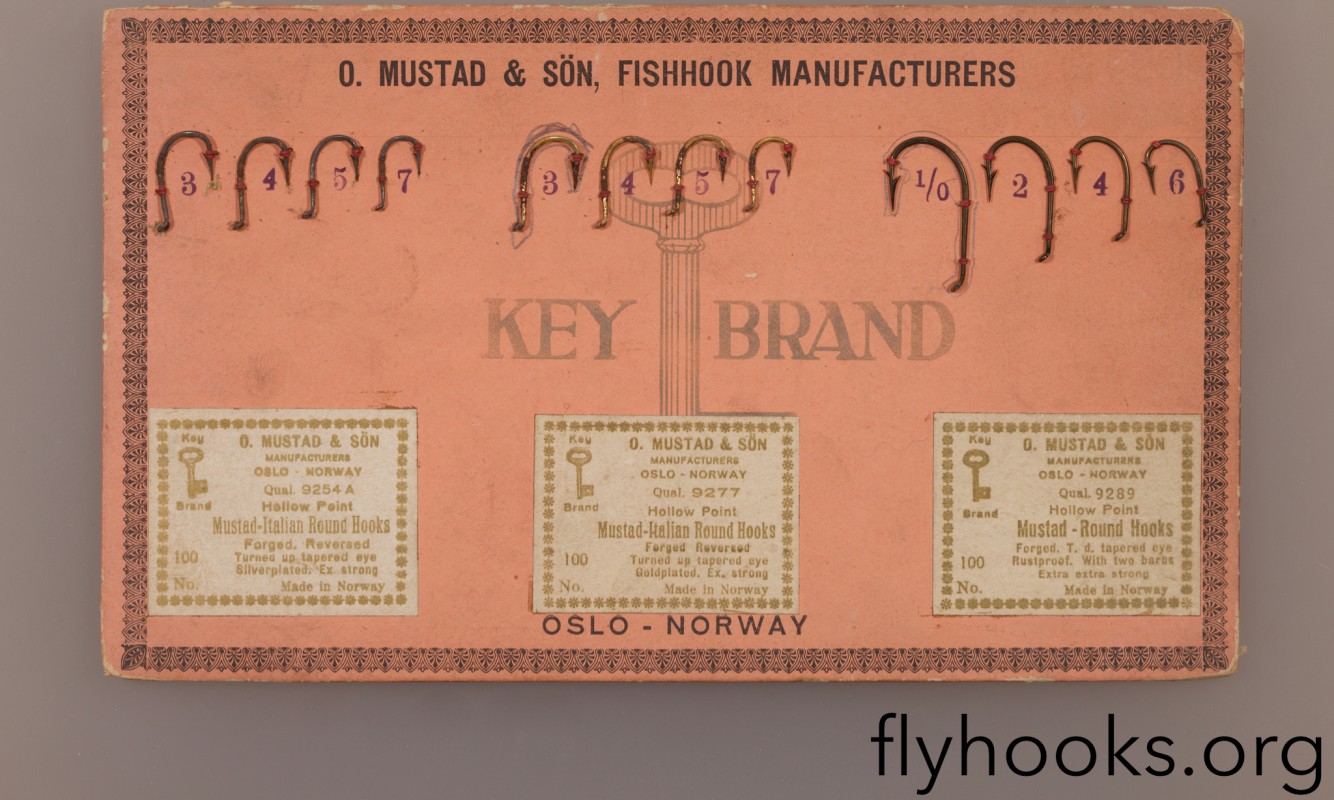 O. MUSTAD & SÖN, FISHHOOK MANUFACTURERS
3 4 5 7
3 4 5 7
1/0 2 4 6
KEY BRAND
Key
Brand
O. MUSTAD & SÖN
MANUFACTURERS
OSLO - NORWAY
Qual. 9254 A
Hollow Point
Mustad-Italian Round Hooks
Forged, Reversed
Turned up tapered eye
Silverplated. Ex strong
100
No.
Made in Norway
Key
Brand
O. MUSTAD & SÖN
MANUFACTURERS
OSLO - NORWAY
Qual. 9277
Hollow Point
Mustad-Italian Round Hooks
Forged Reversed
Turned up tapered eye
Goldplated. Ex. strong
100
No.
Made in Norway
Key
Brand
O. MUSTAD & SÖN
MANUFACTURERS
OSLO - NORWAY
Qual. 9289
Hollow Point
Mustad - Round Hooks
Forged. T. d. tapered eye
Rustproof. With two barbs
Extra extra strong
100
No.
Made in Norway
OSLO - NORWAY
flyhooks.org